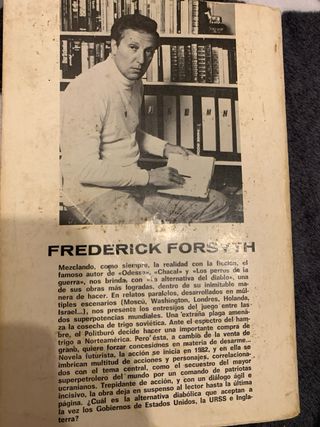 FREDERICK FORSYTH
Mezclando, como siempre, la realidad con la ficción, el
famoso autor de «Odessa», «Chacal» y «Los perros de la
guerra», nos brinda, con «La alternativa del diablo», una
de sus obras más logradas, dentro de su inimitable ma-
nera de hacer. En relatos paralelos, desarrollados en múl-
tiples escenarios (Moscú, Washington, Londres, Holanda,
Israel...), nos presente los entresijos del juego entre las
dos superpotencias mundiales. Una extraña plaga amena-
za la cosecha de trigo soviética. Ante el espectro del ham-
bre, el Politburó decide hacer una importante compra de
trigo a Norteamérica. Pero ésta, a cambio de la venta de
grano, quiere forzar concesiones en materia de desarme...
Novela futurista, la acción se inicia en 1982, y en ella se
imbrican multitud de acciones y personajes, correlaciona-
dos con el tema central, como el secuestro del mayor
superpetrolero del mundo por un comando de patriotas
ucranianos. Trepidante de acción, y con un diálogo ágil e
incisivo, la obra deja en suspenso al lector hasta la última
página. ¿Cuál es la alternativa diabólica que aceptan a
la vez los Gobiernos de Estados Unidos, la URSS e Ingla-
terra?